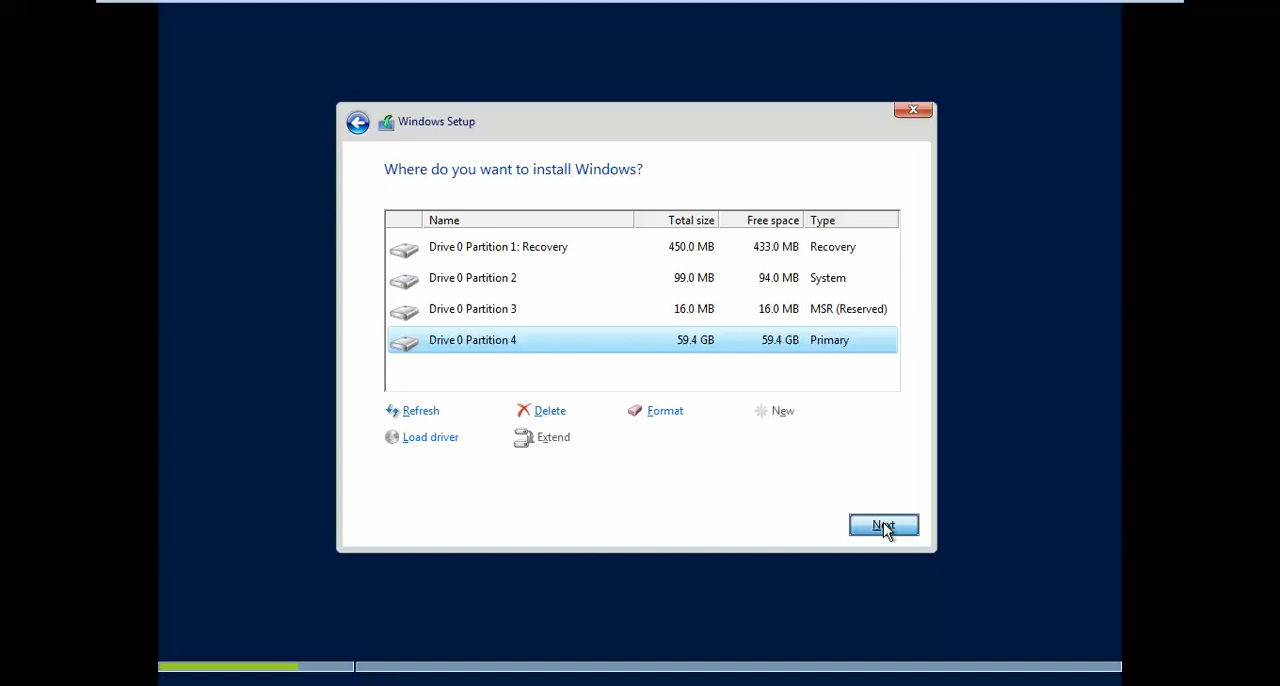 Windows Setup
Where do you want to install Windows?
Name Total size Free space Type
Drive 0 Partition 1: Recovery 450.0 MB 433.0 MB Recovery
Drive 0 Partition 2 99.0 MB 94.0 MB System
Drive 0 Partition 3 16.0 MB 16.0 MB MSR (Reserved)
Drive 0 Partition 4 59.4 GB 59.4 GB Primary
Refresh Delete Format New
Load driver Extend
Next